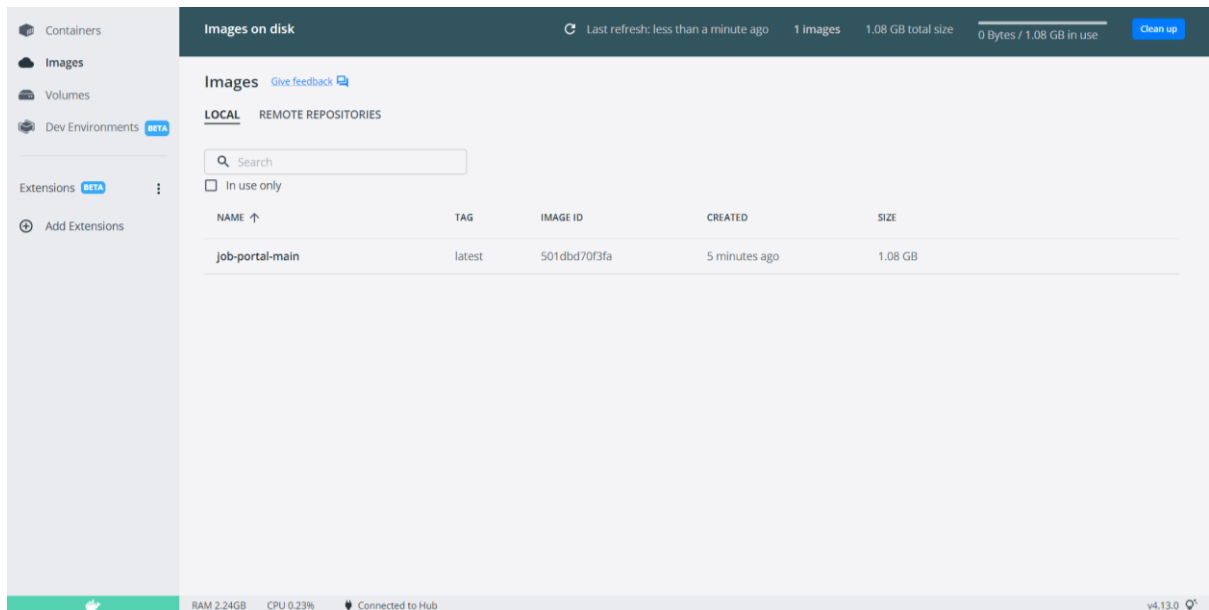 Containers
Images
Volumes
Dev Environments BETA
Extensions BETA
Add Extensions
Images on disk
Last refresh: less than a minute ago
1 images
1.08 GB total size
0 Bytes / 1.08 GB in use
Clean up
Images Give feedback
LOCAL REMOTE REPOSITORIES
Search
In use only
NAME TAG IMAGE ID CREATED SIZE
job-portal-main latest 501dbd70f3fa 5 minutes ago 1.08 GB
RAM 2.24GB CPU 0.23% Connected to Hub v4.13.0